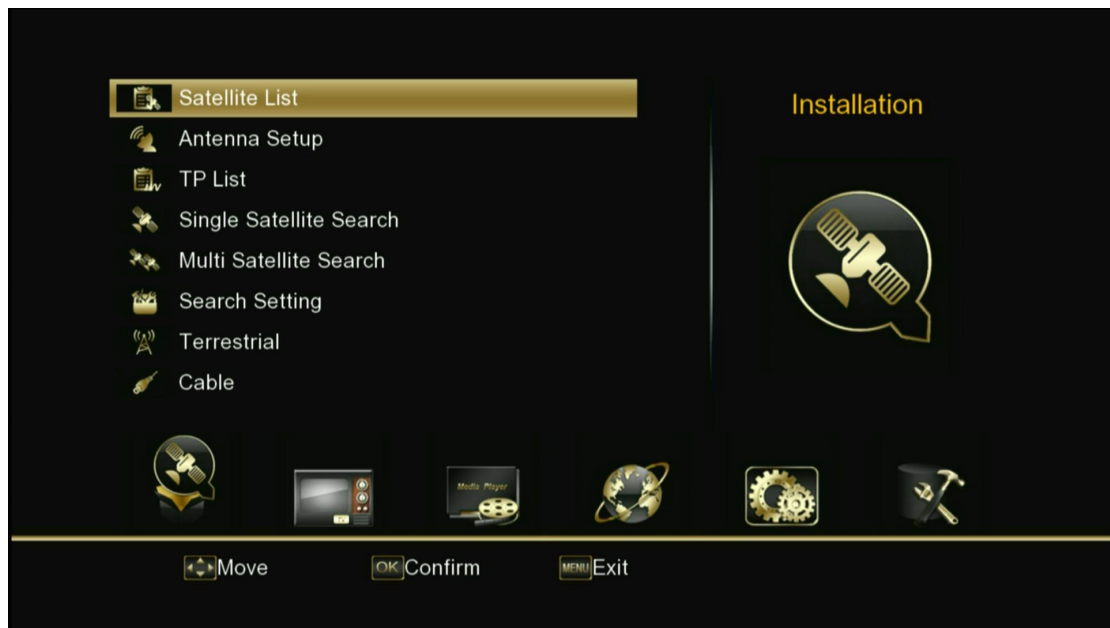 Satellite List
Installation
Antenna Setup
TP List
Single Satellite Search
Multi Satellite Search
Search Setting
Terrestrial
Cable
Media Player
TV
Move
OK Confirm
MENU Exit